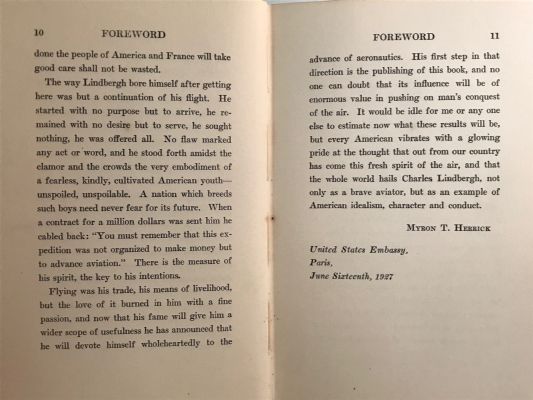 10 FOREWORD
done the people of America and France will take
good care shall not be wasted.
The way Lindbergh bore himself after getting
here was but a continuation of his flight. He
started with no purpose but to arrive, he re-
mained with no desire but to serve, he sought
nothing, he was offered all. No flaw marked
any act or word, and he stood forth amidst the
clamor and the crowds the very embodiment of
a fearless, kindly, cultivated American youth—
unspoiled, unspoilable. A nation which breeds
such boys need never fear for its future. When
a contract for a million dollars was sent him he
cabled back: "You must remember that this ex-
pedition was not organized to make money but
to advance aviation." There is the measure of
his spirit, the key to his intentions.
Flying was his trade, his means of livelihood,
but the love of it burned in him with a fine
passion, and now that his fame will give him a
wider scope of usefulness he has announced that
he will devote himself wholeheartedly to the
FOREWORD 11
advance of aeronautics. His first step in that
direction is the publishing of this book, and no
one can doubt that its influence will be of
enormous value in pushing on man's conquest
of the air. It would be idle for me or any one
else to estimate now what these results will be,
but every American vibrates with a glowing
pride at the thought that out from our country
has come this fresh spirit of the air, and that
the whole world hails Charles Lindbergh, not
only as a brave aviator, but as an example of
American idealism, character and conduct.
MYRON T. HERRICK
United States Embassy,
Paris,
June Sixteenth, 1927